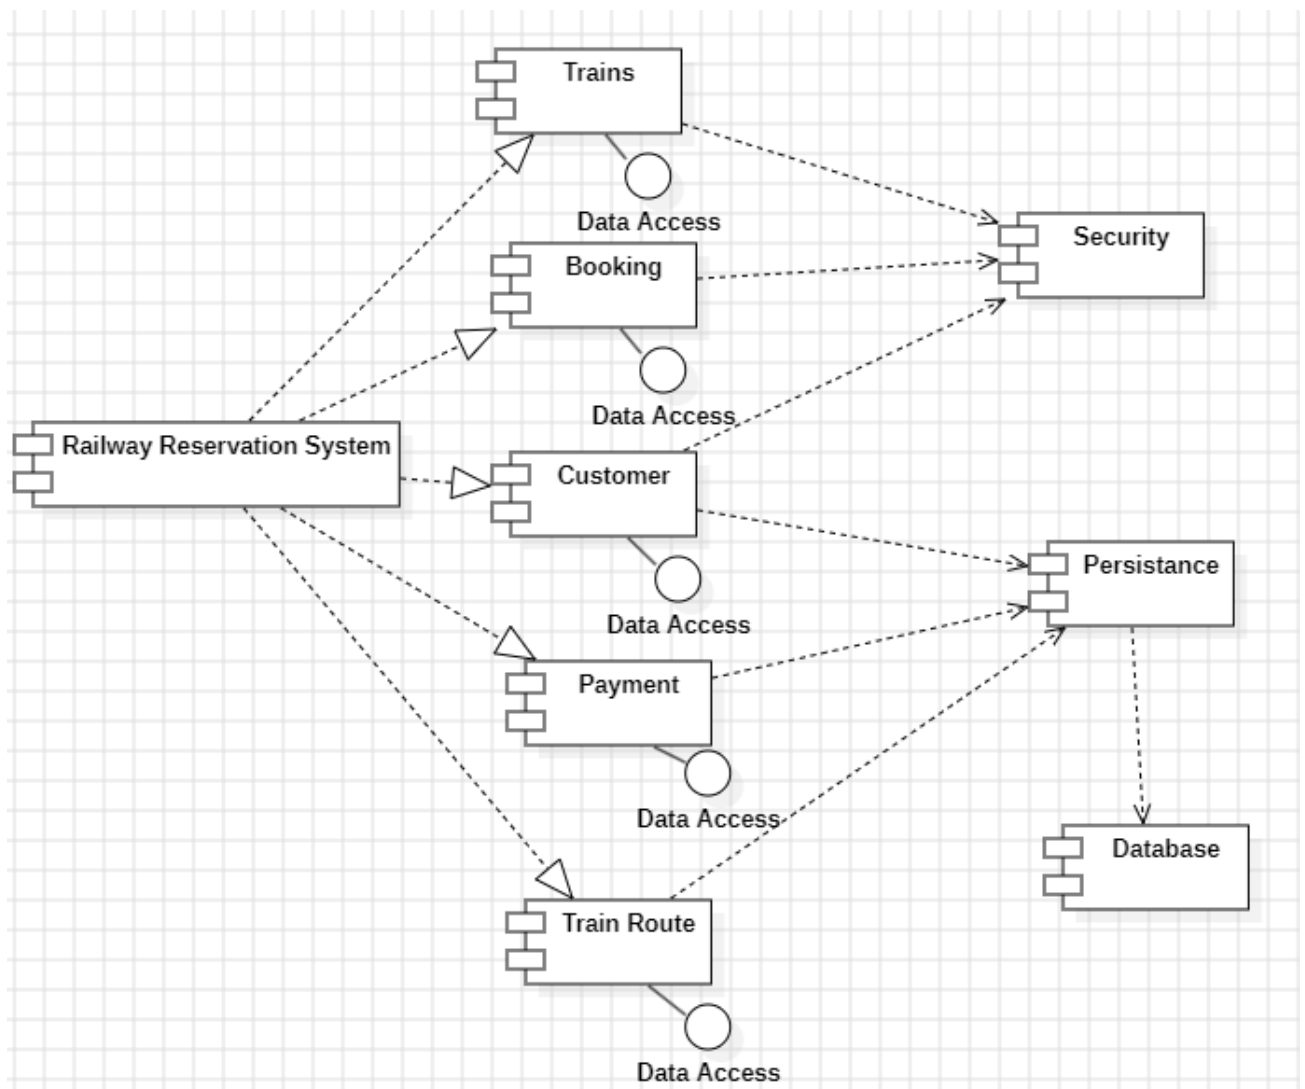 Trains
Data Access
Security
Booking
Data Access
Railway Reservation System
Customer
Data Access
Persistance
Payment
Data Access
Database
Train Route
Data Access